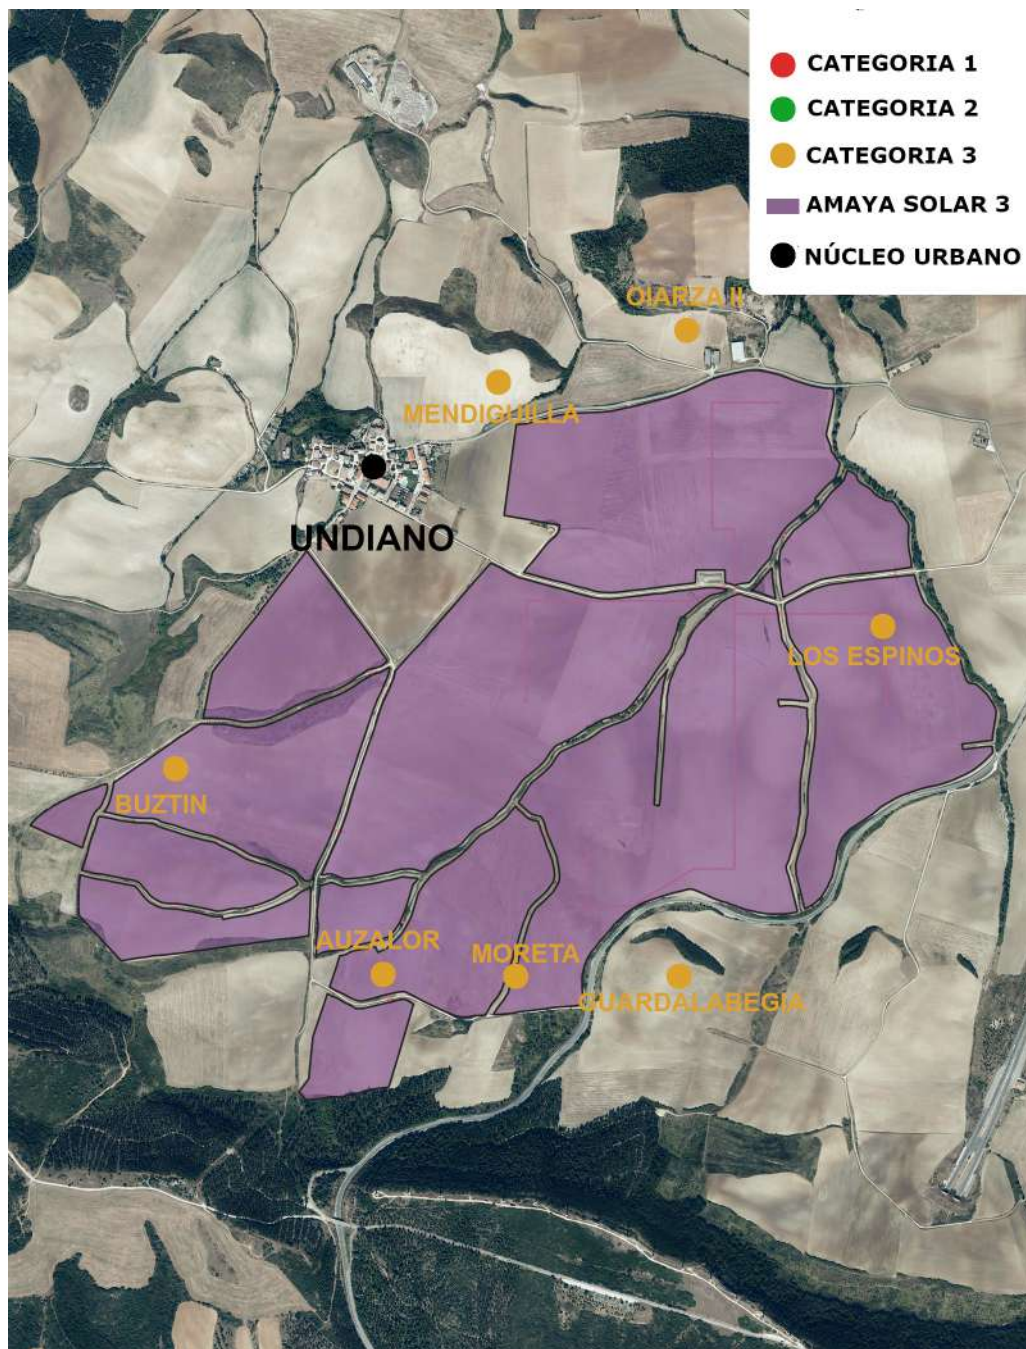 CATEGORIA 1
CATEGORIA 2
CATEGORIA 3
AMAYA SOLAR 3
NÚCLEO URBANO
OIARZA II
MENDIGUILLA
UNDIANO
LOS ESPINOS
BUZTIN
AUZALOR
MORETA
GUARDALABEGIA